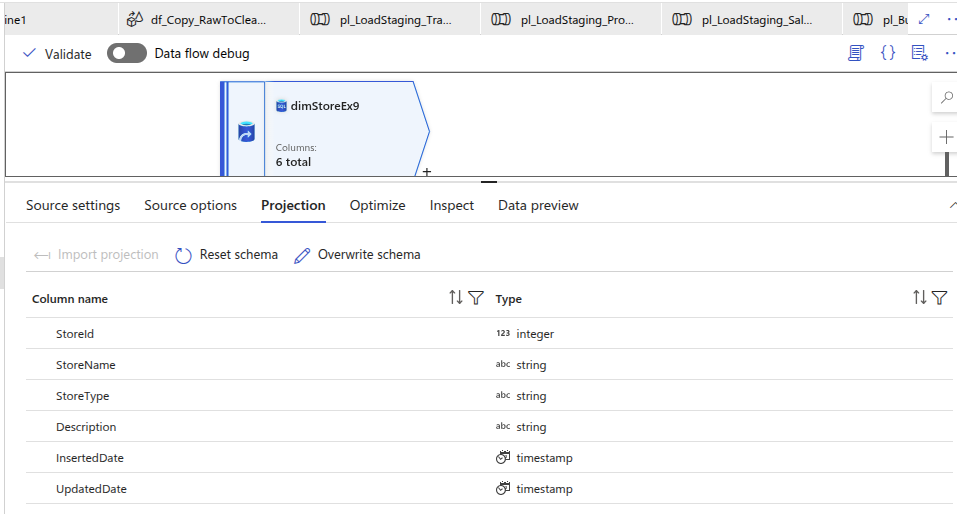 ine1 df_Copy_RawToClea... pl_LoadStaging_Tra... pl_LoadStaging_Pro... pl_LoadStaging_Sal... pl_Bu
Validate Data flow debug
SQL dimStoreEx9
Columns:
6 total
Source settings Source options Projection Optimize Inspect Data preview
Import projection Reset schema Overwrite schema
Column name Type
StoreId 123 integer
StoreName abc string
StoreType abc string
Description abc string
InsertedDate timestamp
UpdatedDate timestamp